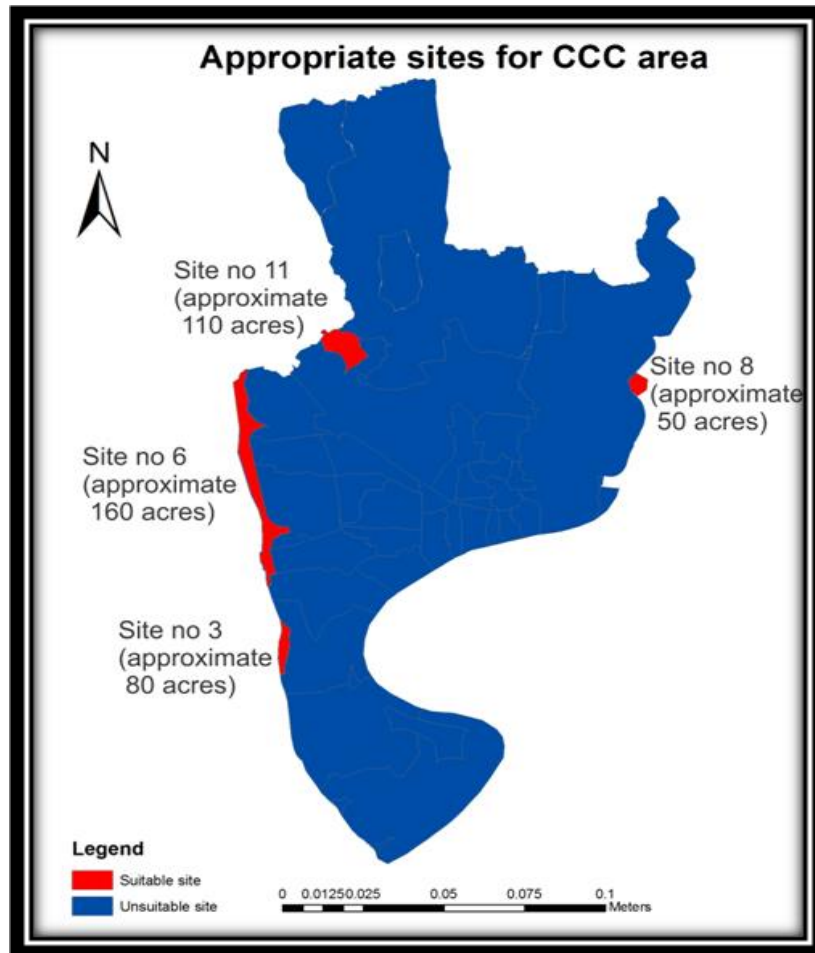 Appropriate sites for CCC area
N
Site no 11
(approximate
110 acres)
Site no 8
(approximate
50 acres)
Site no 6
(approximate
160 acres)
Site no 3
(approximate
80 acres)
Legend
Suitable site
Unsuitable site
0 0.01250.025 0.05 0.075 0.1
Meters